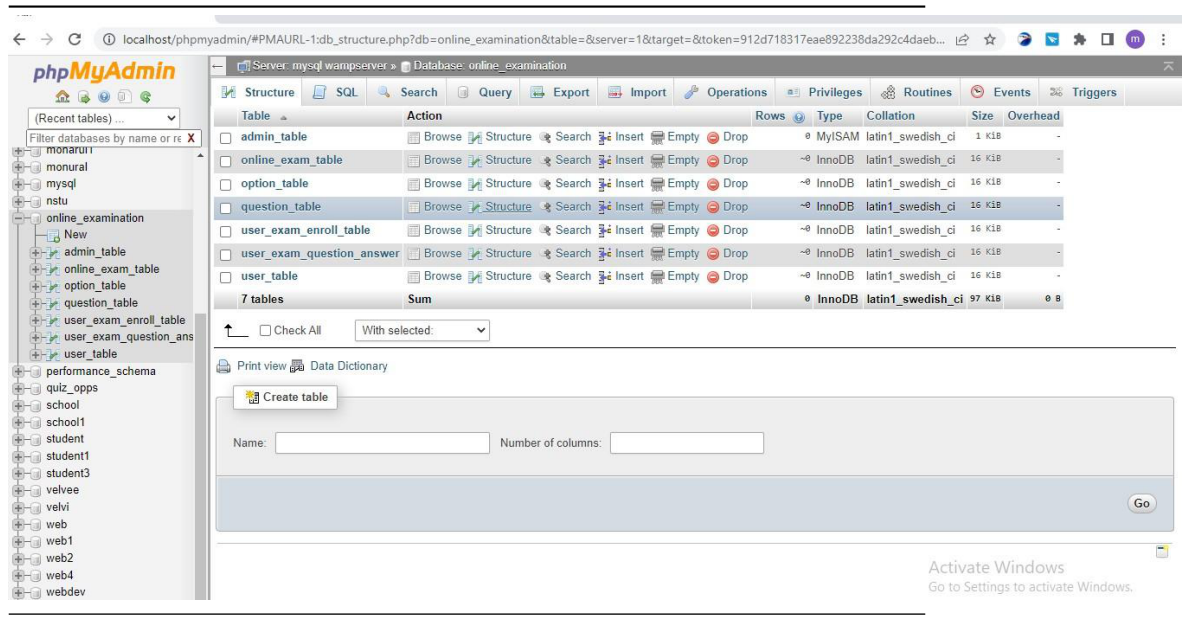 localhost/phpmyadmin/#PMAURL-1:db_structure.php?db=online_examination&table=&server=1&target=&token=912d718317eae892238da292c4daeb...
phpMyAdmin
(Recent tables) ...
Filter databases by name or re X
monarul1
monural
mysql
nstu
online_examination
New
admin_table
online_exam_table
option_table
question_table
user_exam_enroll_table
user_exam_question_ans
user_table
performance_schema
quiz_opps
school
school1
student
student1
student3
velvee
velvi
web
web1
web2
web4
webdev
Server: mysql wampserver » Database: online_examination
Structure SQL Search Query Export Import Operations Privileges Routines Events Triggers
Table Action Rows Type Collation Size Overhead
admin_table Browse Structure Search Insert Empty Drop 0 MyISAM latin1_swedish_ci 1 KiB -
online_exam_table Browse Structure Search Insert Empty Drop ~0 InnoDB latin1_swedish_ci 16 KiB -
option_table Browse Structure Search Insert Empty Drop ~0 InnoDB latin1_swedish_ci 16 KiB -
question_table Browse Structure Search Insert Empty Drop ~0 InnoDB latin1_swedish_ci 16 KiB -
user_exam_enroll_table Browse Structure Search Insert Empty Drop ~0 InnoDB latin1_swedish_ci 16 KiB -
user_exam_question_answer Browse Structure Search Insert Empty Drop ~0 InnoDB latin1_swedish_ci 16 KiB -
user_table Browse Structure Search Insert Empty Drop ~0 InnoDB latin1_swedish_ci 16 KiB -
7 tables Sum 0 InnoDB latin1_swedish_ci 97 KiB 0 B
Check All With selected:
Print view Data Dictionary
Create table
Name: Number of columns:
Go
Activate Windows
Go to Settings to activate Windows.
m